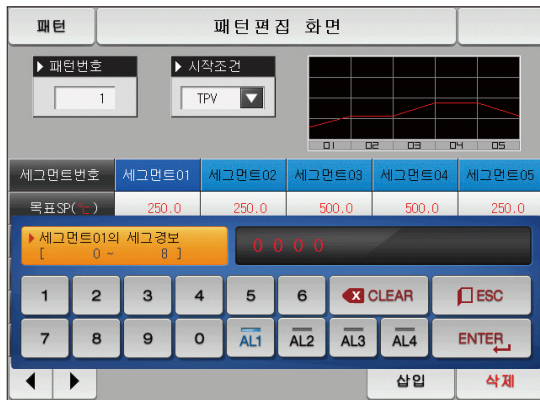 패턴
패턴편집 화면
▶ 패턴번호
▶ 시작조건
1
TPV
01 02 03 04 05
세그먼트번호 세그먼트01 세그먼트02 세그먼트03 세그먼트04 세그먼트05
목표SP(℃) 250.0 250.0 500.0 500.0 250.0
▶ 세그먼트01의 세그경보
[ 0 ~ 8 ]
0 0 0 0
1 2 3 4 5 6 CLEAR ESC
7 8 9 0 AL1 AL2 AL3 AL4 ENTER
삽입 삭제